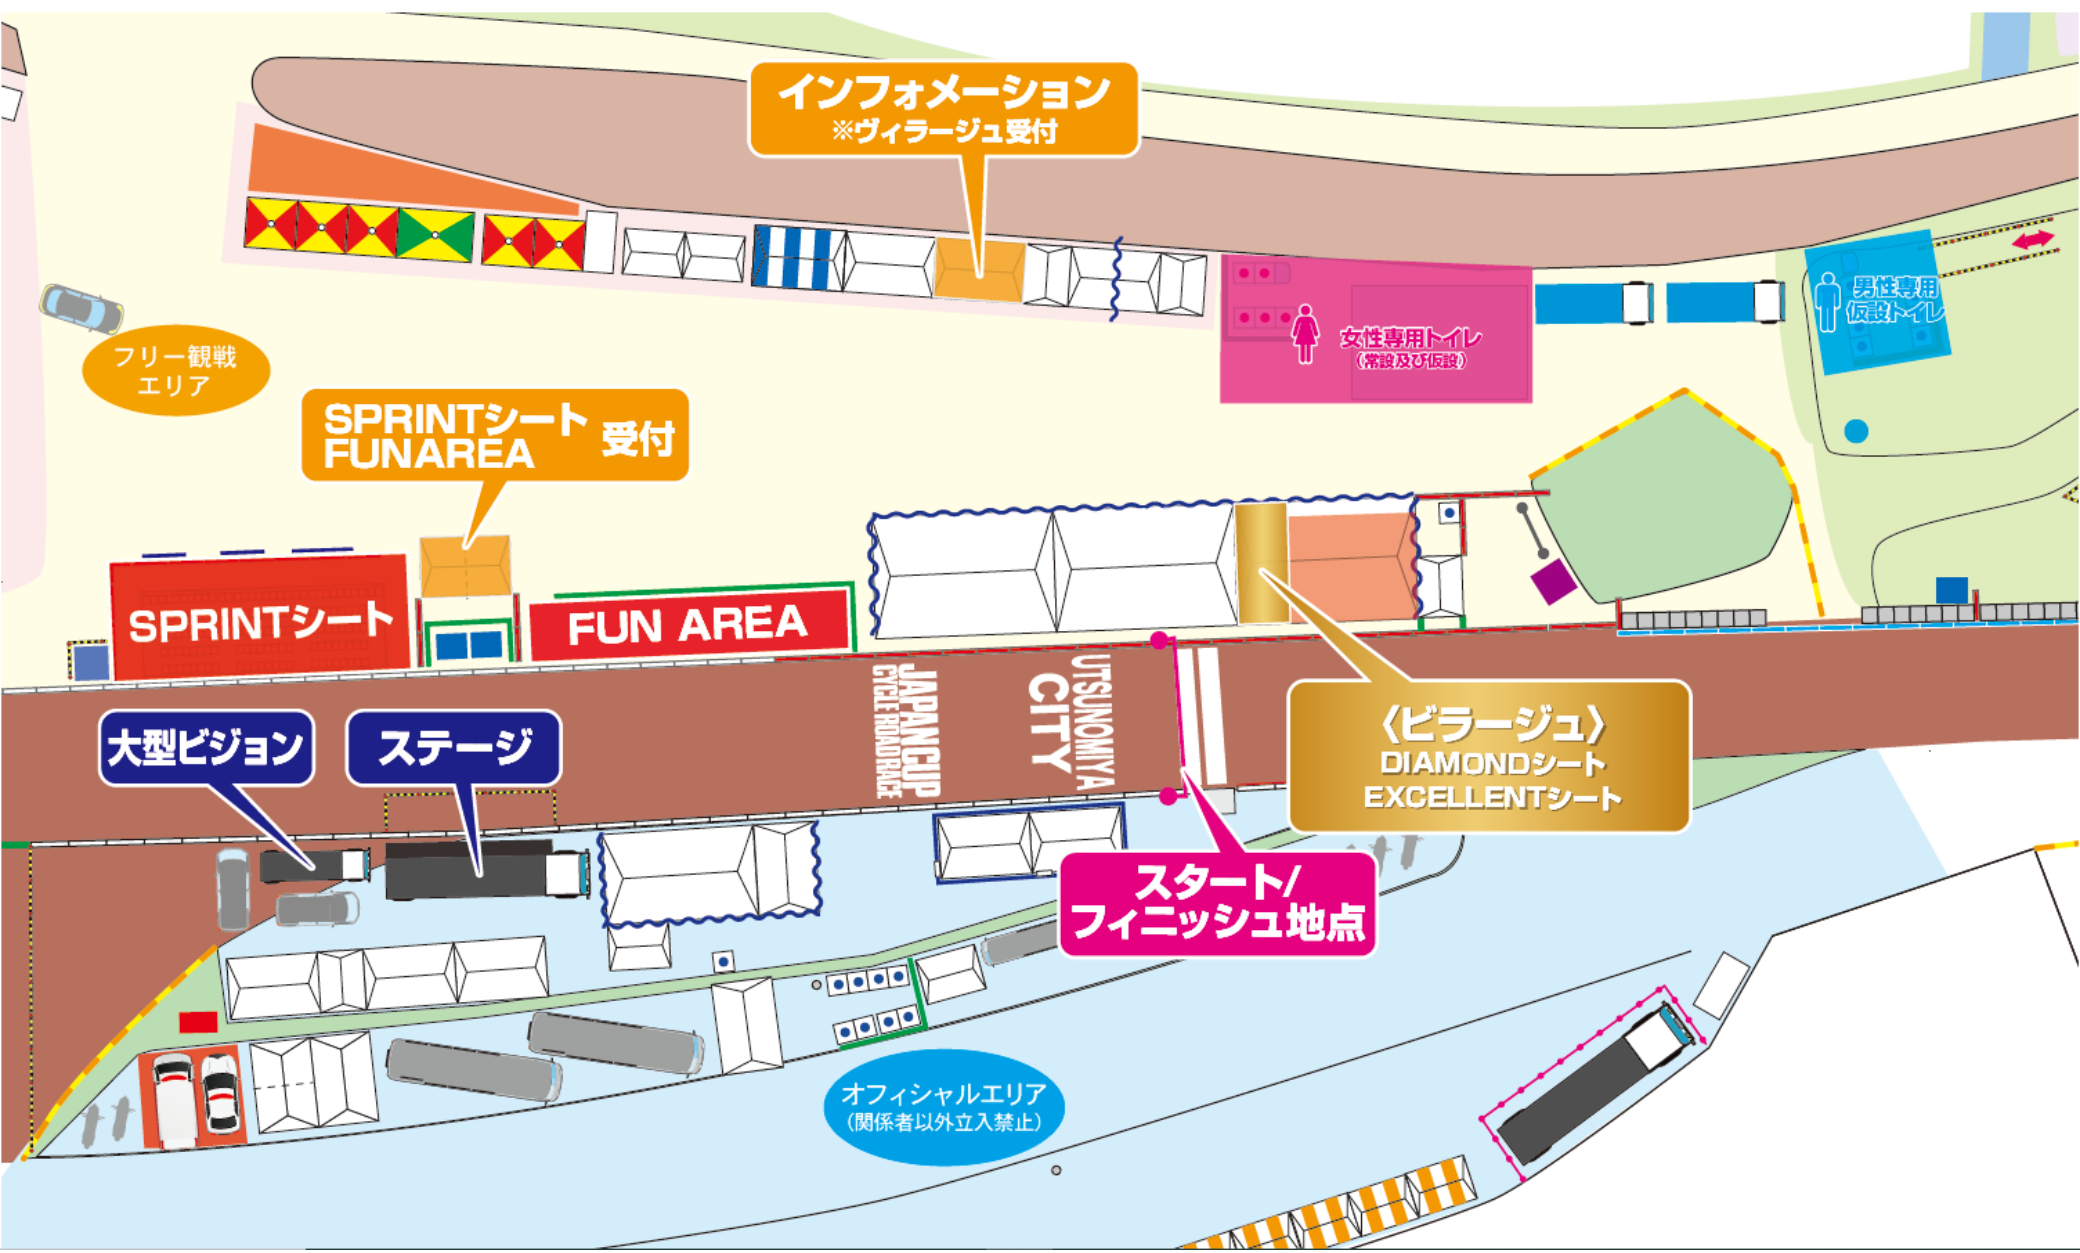 インフォメーション
※ヴィラージュ受付
女性専用トイレ
（常設及び仮設）
男性専用
仮設トイレ
フリー観戦
エリア
SPRINTシート
FUNAREA
受付
SPRINTシート
FUN AREA
JAPANCUP
CYCLE ROAD RACE
UTSUNOMIYA
CITY
大型ビジョン
ステージ
〈ビラージュ〉
DIAMONDシート
EXCELLENTシート
スタート/
フィニッシュ地点
オフィシャルエリア
（関係者以外立入禁止）